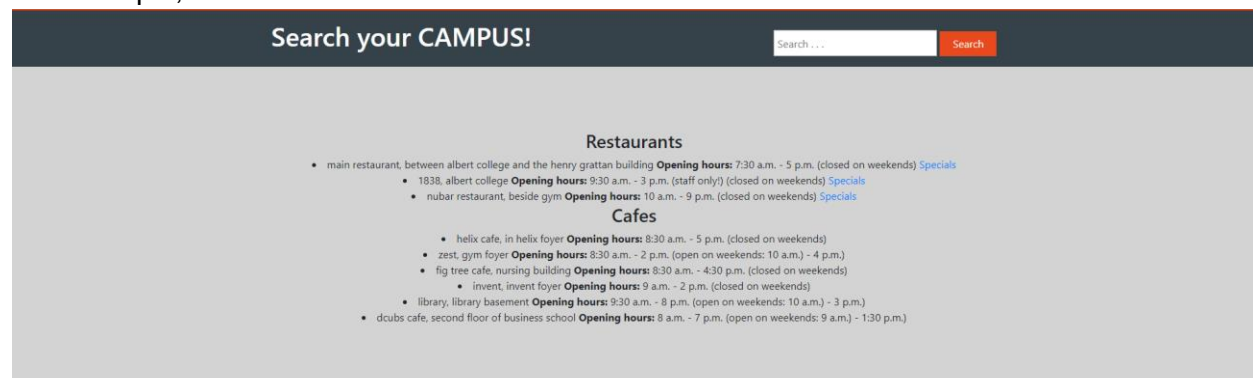 Search your CAMPUS!
Search . . .
Search
Restaurants
• main restaurant, between albert college and the henry grattan building Opening hours: 7:30 a.m. - 5 p.m. (closed on weekends) Specials
• 1838, albert college Opening hours: 9:30 a.m. - 3 p.m. (staff only!) (closed on weekends) Specials
• nubar restaurant, beside gym Opening hours: 10 a.m. - 9 p.m. (closed on weekends) Specials
Cafes
• helix cafe, in helix foyer Opening hours: 8:30 a.m. - 5 p.m. (closed on weekends)
• zest, gym foyer Opening hours: 8:30 a.m. - 2 p.m. (open on weekends: 10 a.m.) - 4 p.m.)
• fig tree cafe, nursing building Opening hours: 8:30 a.m. - 4:30 p.m. (closed on weekends)
• invent, invent foyer Opening hours: 9 a.m. - 2 p.m. (closed on weekends)
• library, library basement Opening hours: 9:30 a.m. - 8 p.m. (open on weekends: 10 a.m.) - 3 p.m.)
• dcubs cafe, second floor of business school Opening hours: 8 a.m. - 7 p.m. (open on weekends: 9 a.m.) - 1:30 p.m.)